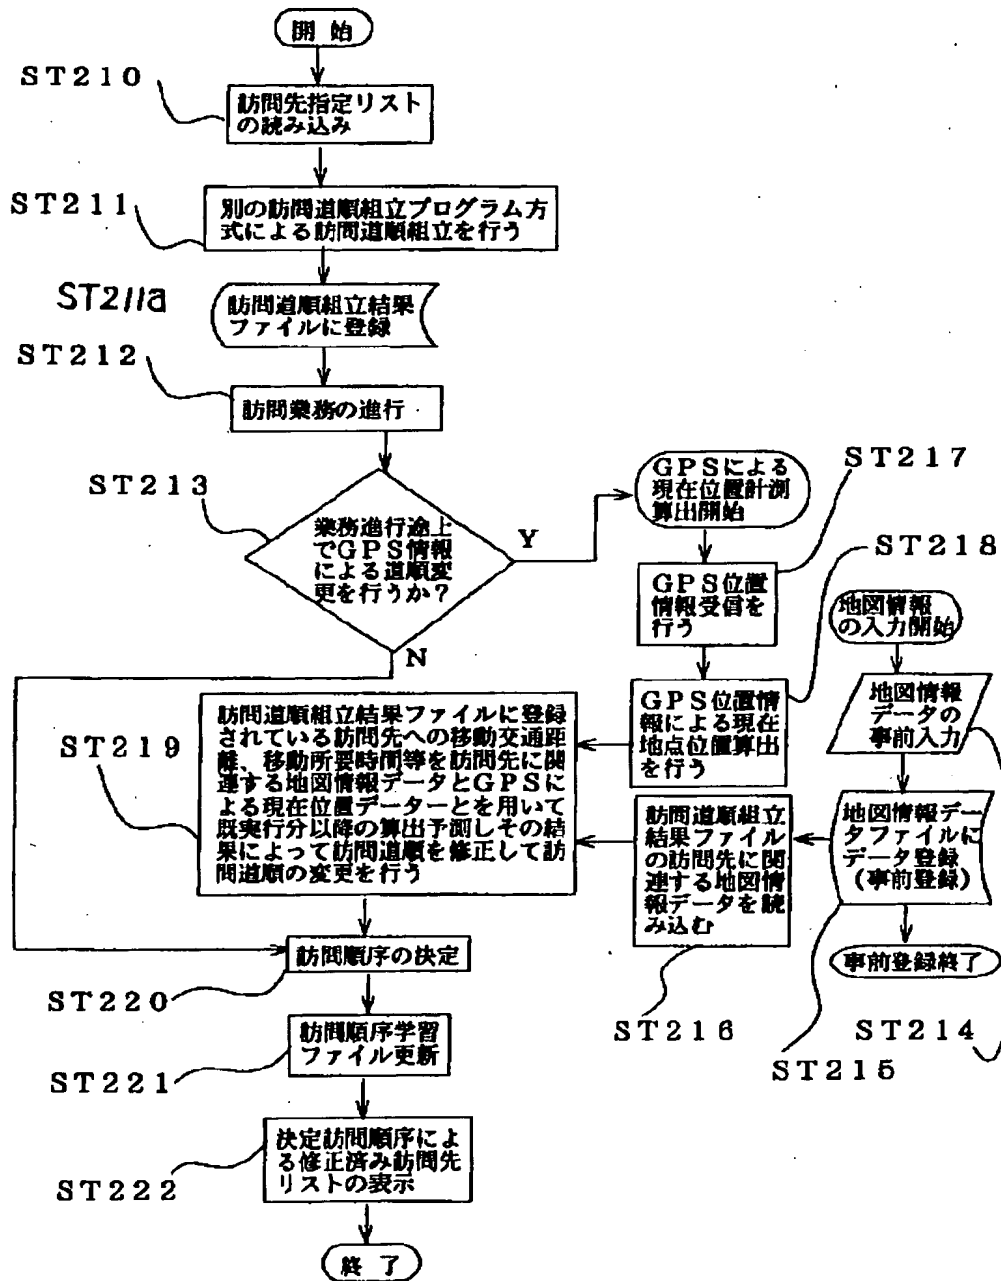 開 始
ST210
訪問先指定リスト
の読み込み
ST211
別の訪問道順組立プログラム方
式による訪問道順組立を行う
ST211a
訪問道順組立結果
ファイルに登録
ST212
訪問業務の進行
ST213
業務進行途上
でGPS情報
による道順変
更を行うか?
Y
N
GPSによる
現在位置計測
算出開始
ST217
GPS位置
情報受信を
行う
ST218
GPS位置情
報による現在
地点位置算出
を行う
地図情報
の入力開始
地図情報
データの
事前入力
地図情報デー
タファイルに
データ登録
(事前登録)
事前登録終了
ST214
ST215
訪問道順組立
結果ファイル
の訪問先に関
連する地図情
報データを読
み込む
ST216
ST219
訪問道順組立結果ファイルに登録
されている訪問先への移動交通距
離、移動所要時間等を訪問先に関
連する地図情報データとGPSに
よる現在位置データーとを用いて
既実行分以降の算出予測しその結
果によって訪問道順を修正して訪
問道順の変更を行う
訪問順序の決定
ST220
訪問順序学習
ファイル更新
ST221
決定訪問順序によ
る修正済み訪問先
リストの表示
ST222
終 了